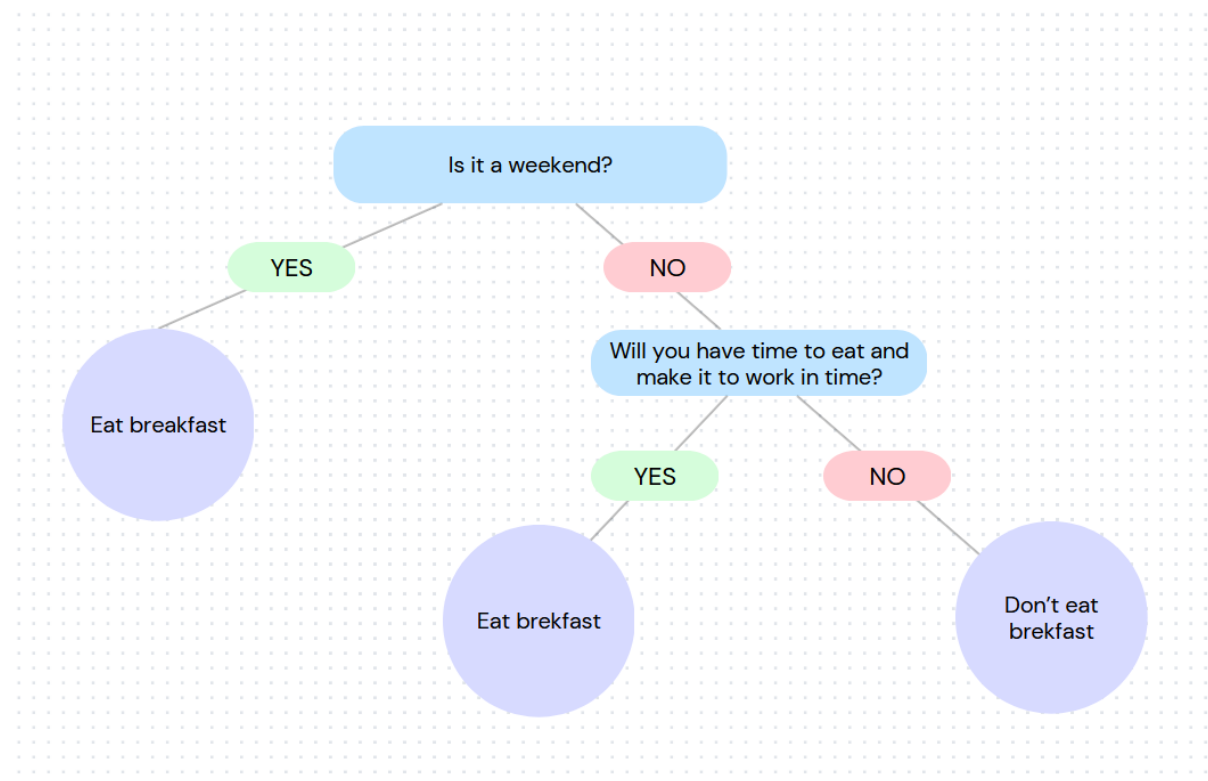 Is it a weekend?
YES
NO
Will you have time to eat and
make it to work in time?
Eat breakfast
YES
NO
Eat brekfast
Don’t eat
brekfast